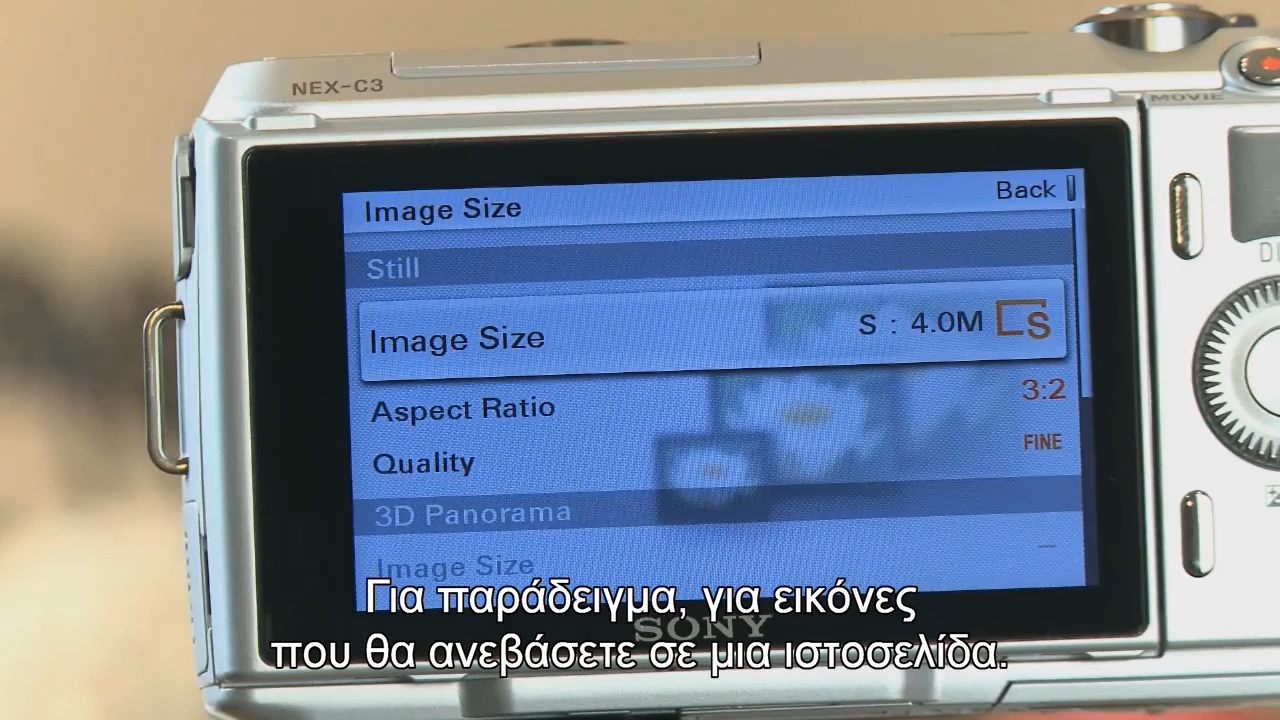 NEX-C3
MOVIE
Back
Image Size
Still
Image Size
S : 4.0M
S
Aspect Ratio
3:2
Quality
FINE
3D Panorama
Image Size
–
SONY
Για παράδειγμα, για εικόνες
που θα ανεβάσετε σε μια ιστοσελίδα.